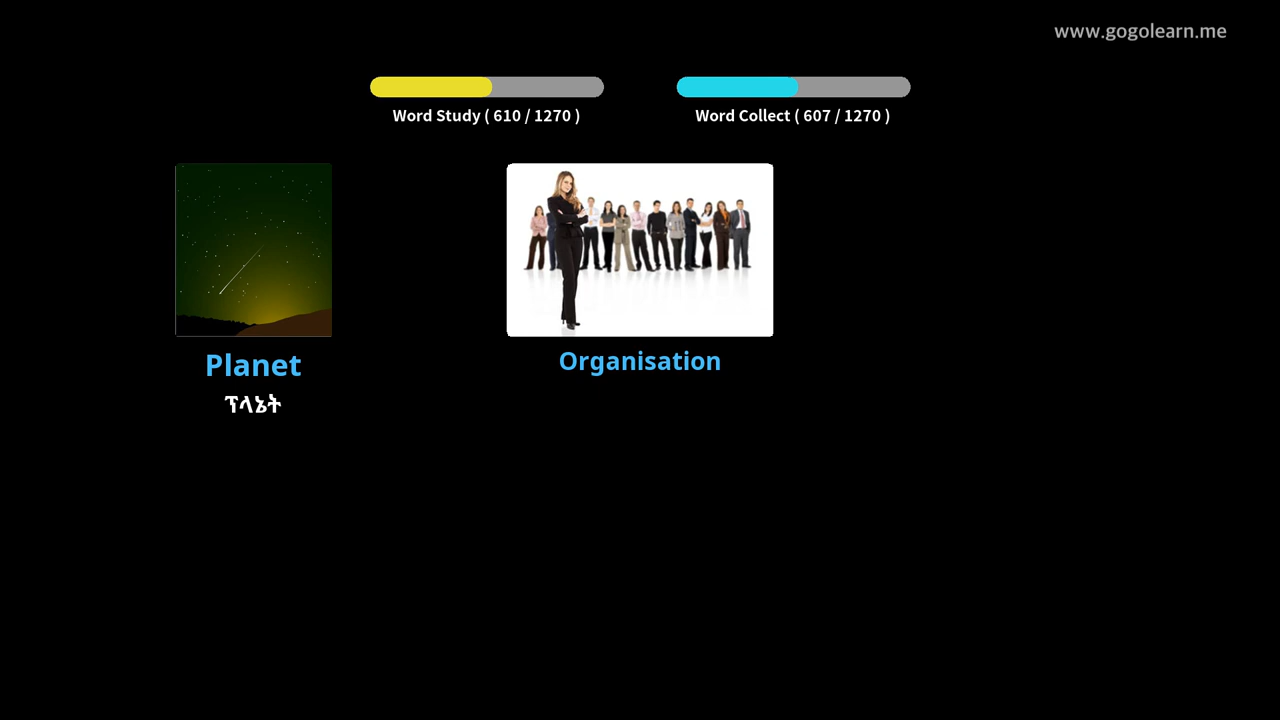 www.gogolearn.me
Word Study ( 610 / 1270 )
Word Collect ( 607 / 1270 )
Planet
ፕላኔት
Organisation